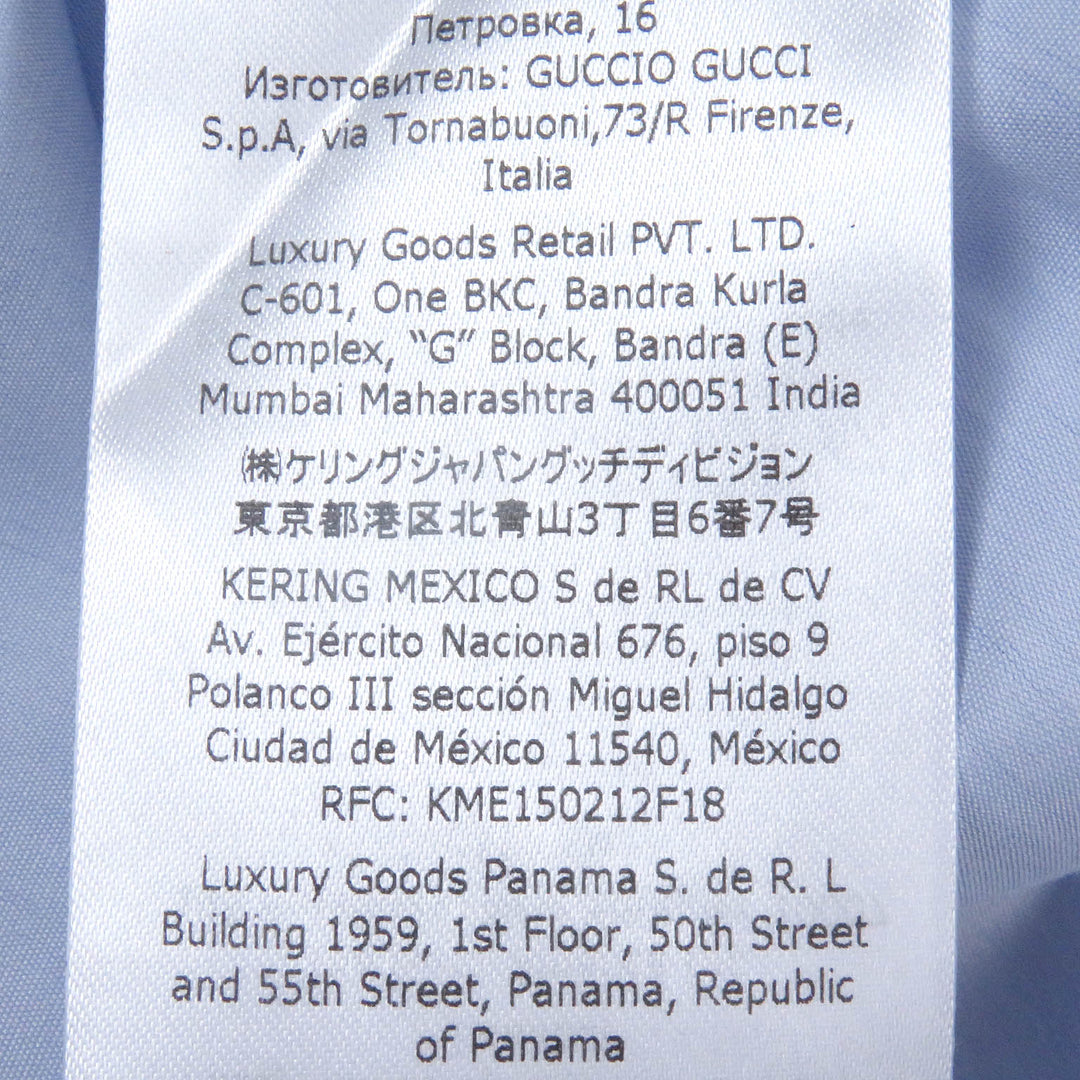 Петровка, 16
Изготовитель: GUCCIO GUCCI
S.p.A, via Tornabuoni,73/R Firenze,
Italia
Luxury Goods Retail PVT. LTD.
C-601, One BKC, Bandra Kurla
Complex, “G” Block, Bandra (E)
Mumbai Maharashtra 400051 India
㈱ケリングジャパングッチディビジョン
東京都港区北青山3丁目6番7号
KERING MEXICO S de RL de CV
Av. Ejército Nacional 676, piso 9
Polanco III sección Miguel Hidalgo
Ciudad de México 11540, México
RFC: KME150212F18
Luxury Goods Panama S. de R. L
Building 1959, 1st Floor, 50th Street
and 55th Street, Panama, Republic
of Panama